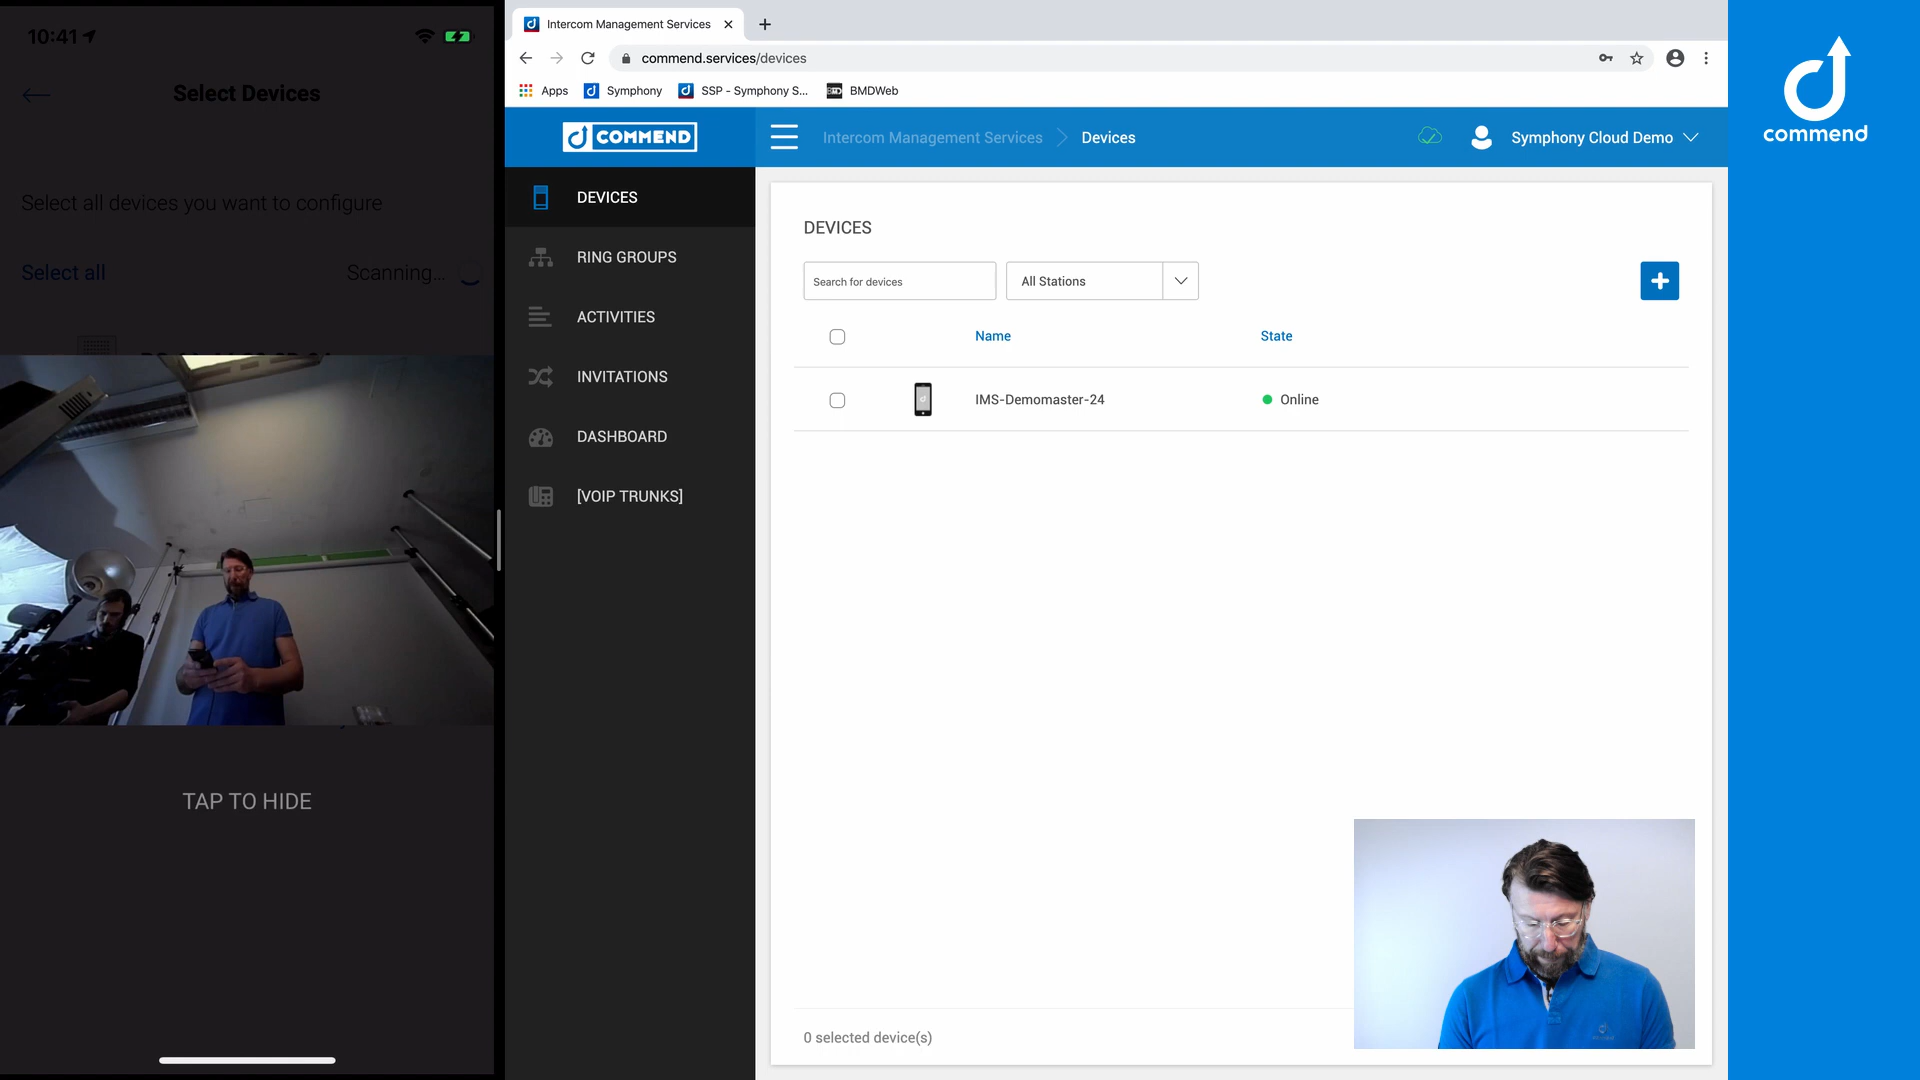 10:41
Select Devices
Select all devices you want to configure
Select all
Scanning...
TAP TO HIDE
Intercom Management Services
commend.services/devices
Apps
Symphony
SSP - Symphony S...
BMD
BMDWeb
COMMEND
Intercom Management Services
Devices
Symphony Cloud Demo
DEVICES
RING GROUPS
ACTIVITIES
INVITATIONS
DASHBOARD
[VOIP TRUNKS]
DEVICES
Search for devices
All Stations
Name
State
IMS-Demomaster-24
Online
0 selected device(s)
commend